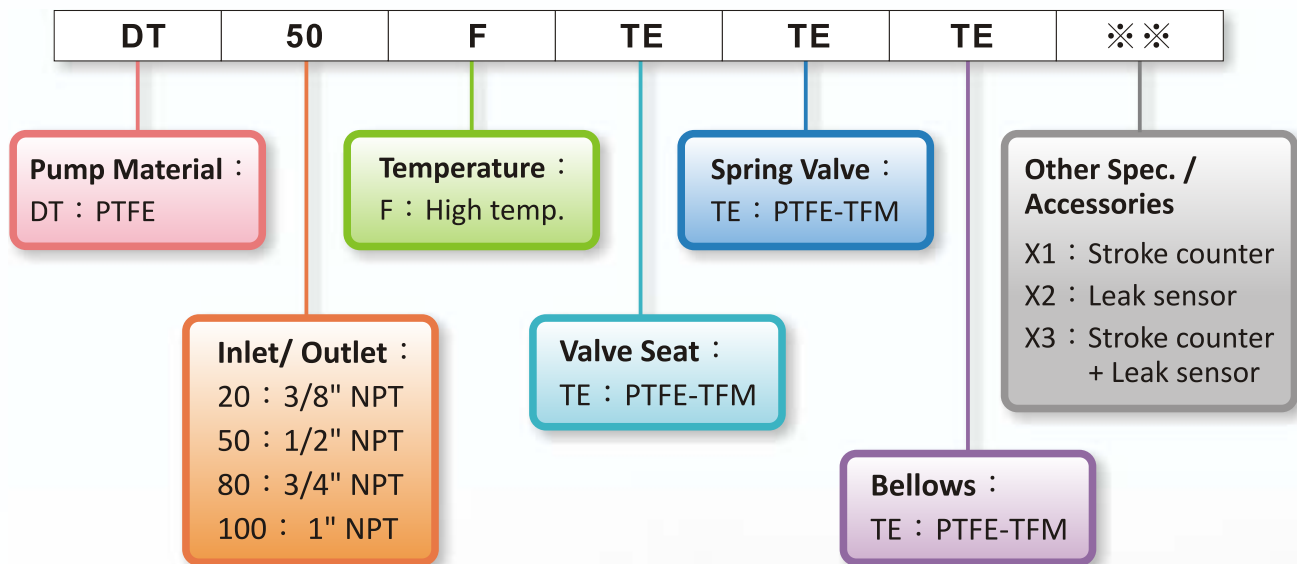 DT 50 F TE TE TE ※※
Pump Material：
DT：PTFE
Inlet/ Outlet：
20：3/8" NPT
50：1/2" NPT
80：3/4" NPT
100： 1" NPT
Temperature：
F：High temp.
Valve Seat：
TE：PTFE-TFM
Spring Valve：
TE：PTFE-TFM
Bellows：
TE：PTFE-TFM
Other Spec. /
Accessories
X1：Stroke counter
X2：Leak sensor
X3：Stroke counter
+ Leak sensor